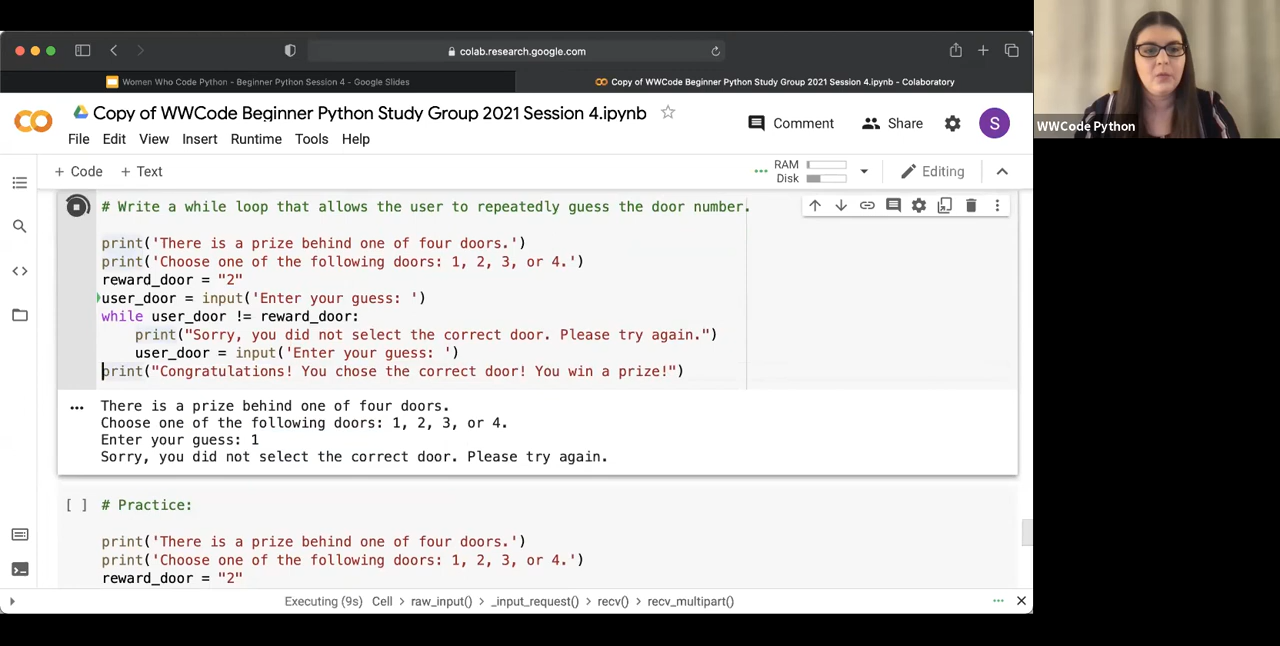 colab.research.google.com
Women Who Code Python - Beginner Python Session 4 - Google Slides
Copy of WWCode Beginner Python Study Group 2021 Session 4.ipynb - Colaboratory
WWCode Python
Copy of WWCode Beginner Python Study Group 2021 Session 4.ipynb
Comment
Share
S
File Edit View Insert Runtime Tools Help
+ Code + Text
RAM
Disk
Editing
# Write a while loop that allows the user to repeatedly guess the door number.
print('There is a prize behind one of four doors.')
print('Choose one of the following doors: 1, 2, 3, or 4.')
reward_door = "2"
user_door = input('Enter your guess: ')
while user_door != reward_door:
    print("Sorry, you did not select the correct door. Please try again.")
    user_door = input('Enter your guess: ')
print("Congratulations! You chose the correct door! You win a prize!")
There is a prize behind one of four doors.
Choose one of the following doors: 1, 2, 3, or 4.
Enter your guess: 1
Sorry, you did not select the correct door. Please try again.
[ ] # Practice:
print('There is a prize behind one of four doors.')
print('Choose one of the following doors: 1, 2, 3, or 4.')
reward_door = "2"
Executing (9s) Cell > raw_input() > _input_request() > recv() > recv_multipart()